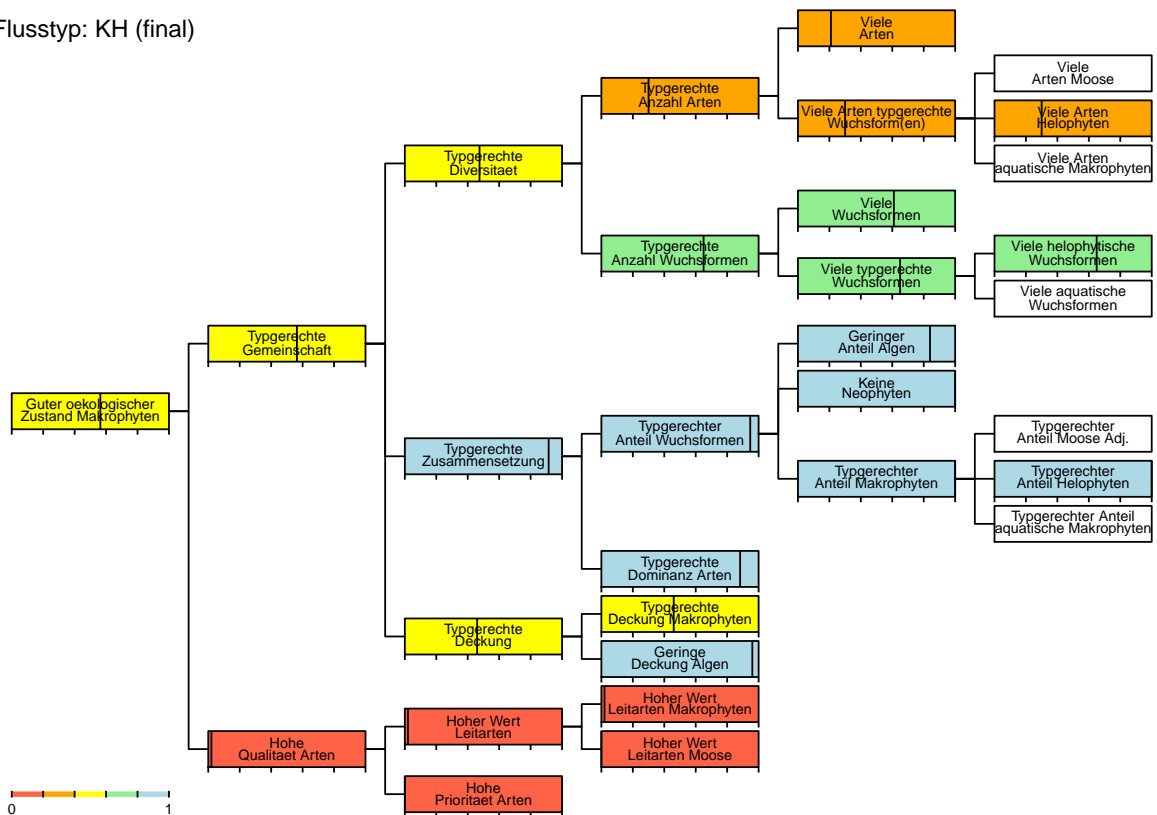 Flusstyp: KH (final)
Viele
Arten
Viele
Arten Moose
Typgerechte
Anzahl Arten
Viele Arten typgerechte
Wuchsform(en)
Viele Arten
Helophyten
Viele Arten
aquatische Makrophyten
Typgerechte
Diversitaet
Viele
Wuchsformen
Typgerechte
Anzahl Wuchsformen
Viele helophytische
Wuchsformen
Viele typgerechte
Wuchsformen
Viele aquatische
Wuchsformen
Typgerechte
Gemeinschaft
Geringer
Anteil Algen
Keine
Neophyten
Guter oekologischer
Zustand Makrophyten
Typgerechter
Anteil Wuchsformen
Typgerechter
Anteil Moose Adj.
Typgerechte
Zusammensetzung
Typgerechter
Anteil Makrophyten
Typgerechter
Anteil Helophyten
Typgerechter Anteil
aquatische Makrophyten
Typgerechte
Dominanz Arten
Typgerechte
Deckung Makrophyten
Typgerechte
Deckung
Geringe
Deckung Algen
Hoher Wert
Leitarten Makrophyten
Hoher Wert
Leitarten
Hohe
Qualitaet Arten
Hoher Wert
Leitarten Moose
Hohe
Prioritaet Arten
0 1